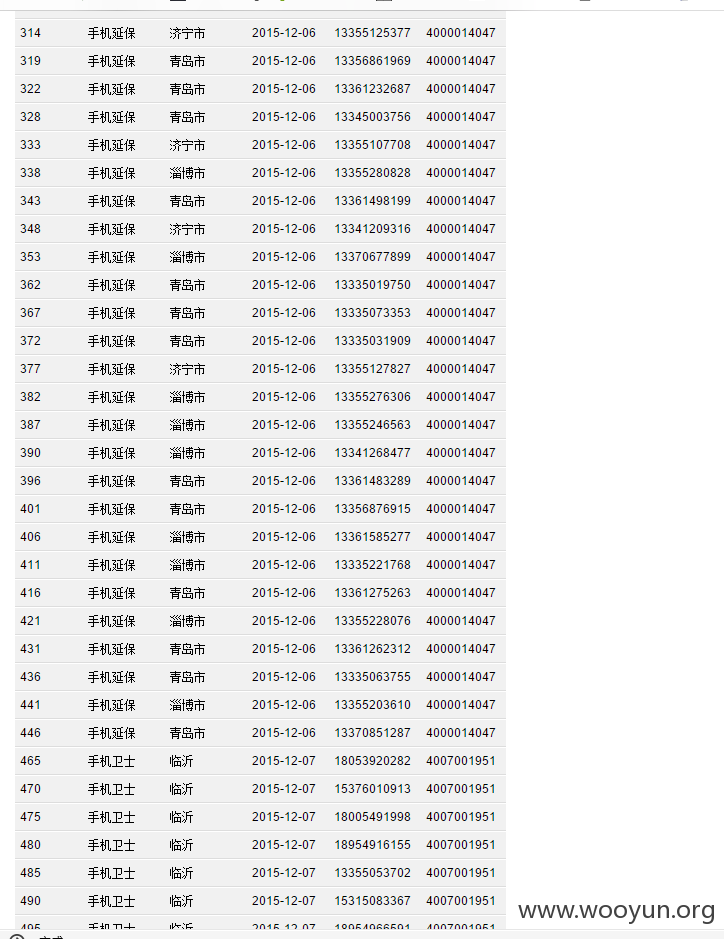 314 手机延保 济宁市 2015-12-06 13355125377 4000014047
319 手机延保 青岛市 2015-12-06 13356861969 4000014047
322 手机延保 青岛市 2015-12-06 13361232687 4000014047
328 手机延保 青岛市 2015-12-06 13345003756 4000014047
333 手机延保 济宁市 2015-12-06 13355107708 4000014047
338 手机延保 淄博市 2015-12-06 13355280828 4000014047
343 手机延保 青岛市 2015-12-06 13361498199 4000014047
348 手机延保 济宁市 2015-12-06 13341209316 4000014047
353 手机延保 淄博市 2015-12-06 13370677899 4000014047
362 手机延保 青岛市 2015-12-06 13335019750 4000014047
367 手机延保 青岛市 2015-12-06 13335073353 4000014047
372 手机延保 青岛市 2015-12-06 13335031909 4000014047
377 手机延保 济宁市 2015-12-06 13355127827 4000014047
382 手机延保 淄博市 2015-12-06 13355276306 4000014047
387 手机延保 淄博市 2015-12-06 13355246563 4000014047
390 手机延保 淄博市 2015-12-06 13341268477 4000014047
396 手机延保 青岛市 2015-12-06 13361483289 4000014047
401 手机延保 青岛市 2015-12-06 13356876915 4000014047
406 手机延保 淄博市 2015-12-06 13361585277 4000014047
411 手机延保 淄博市 2015-12-06 13335221768 4000014047
416 手机延保 青岛市 2015-12-06 13361275263 4000014047
421 手机延保 淄博市 2015-12-06 13355228076 4000014047
431 手机延保 青岛市 2015-12-06 13361262312 4000014047
436 手机延保 青岛市 2015-12-06 13335063755 4000014047
441 手机延保 淄博市 2015-12-06 13355203610 4000014047
446 手机延保 青岛市 2015-12-06 13370851287 4000014047
465 手机卫士 临沂 2015-12-07 18053920282 4007001951
470 手机卫士 临沂 2015-12-07 15376010913 4007001951
475 手机卫士 临沂 2015-12-07 18005491998 4007001951
480 手机卫士 临沂 2015-12-07 18954916155 4007001951
485 手机卫士 临沂 2015-12-07 13355053702 4007001951
490 手机卫士 临沂 2015-12-07 15315083367 4007001951
495 手机卫士 临沂 2015-12-07 18954966591 4007001951
www.wooyun.org